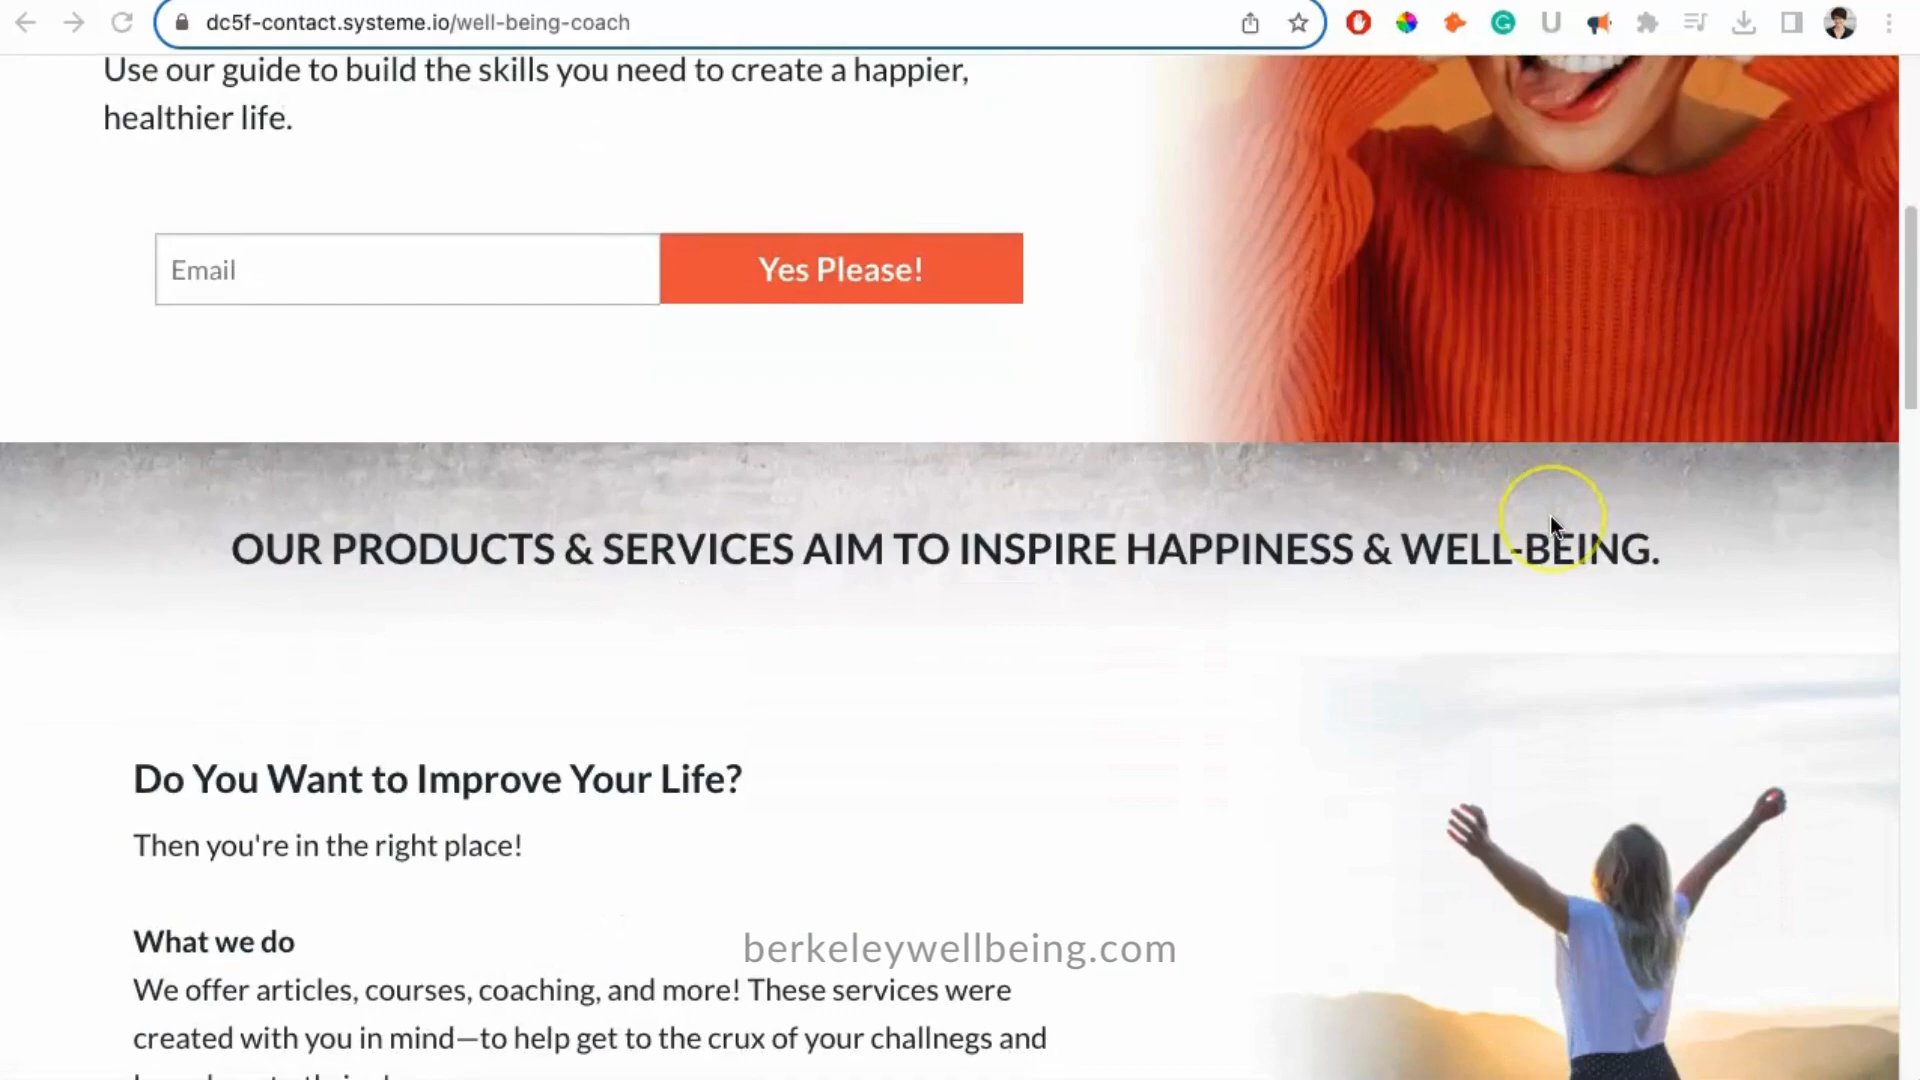 dc5f-contact.systeme.io/well-being-coach
Use our guide to build the skills you need to create a happier,
healthier life.
Email
Yes Please!
OUR PRODUCTS & SERVICES AIM TO INSPIRE HAPPINESS & WELL-BEING.
Do You Want to Improve Your Life?
Then you're in the right place!
What we do
berkeleywellbeing.com
We offer articles, courses, coaching, and more! These services were
created with you in mind—to help get to the crux of your challnegs and